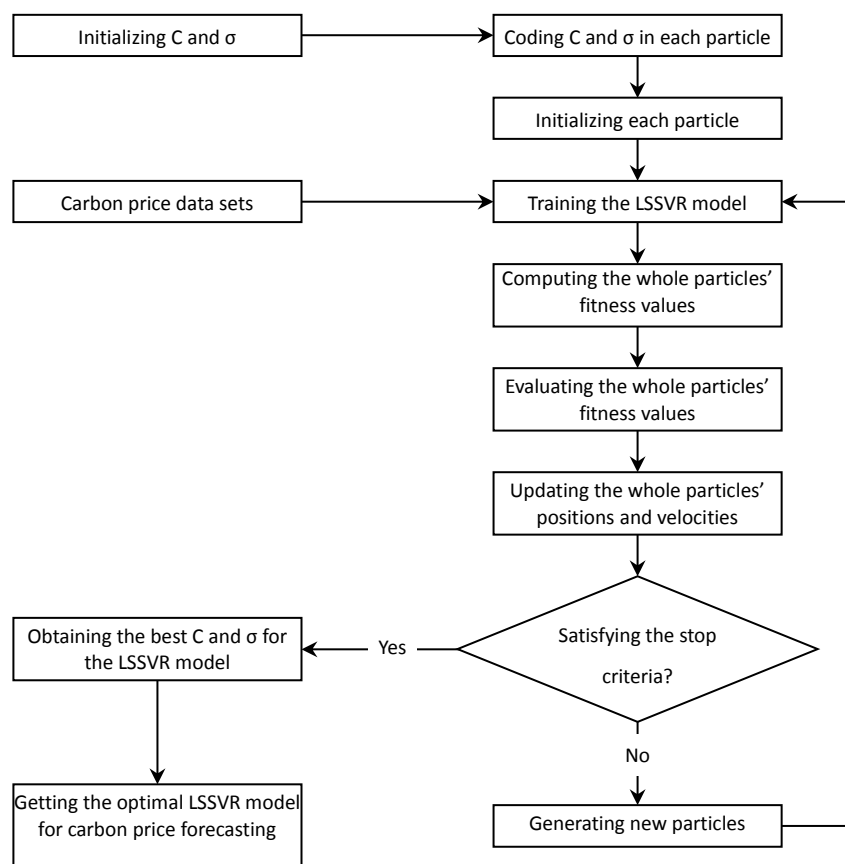 Initializing C and σ
Coding C and σ in each particle
Initializing each particle
Carbon price data sets
Training the LSSVR model
Computing the whole particles’
fitness values
Evaluating the whole particles’
fitness values
Updating the whole particles’
positions and velocities
Satisfying the stop
criteria?
Yes
Obtaining the best C and σ for
the LSSVR model
No
Getting the optimal LSSVR model
for carbon price forecasting
Generating new particles